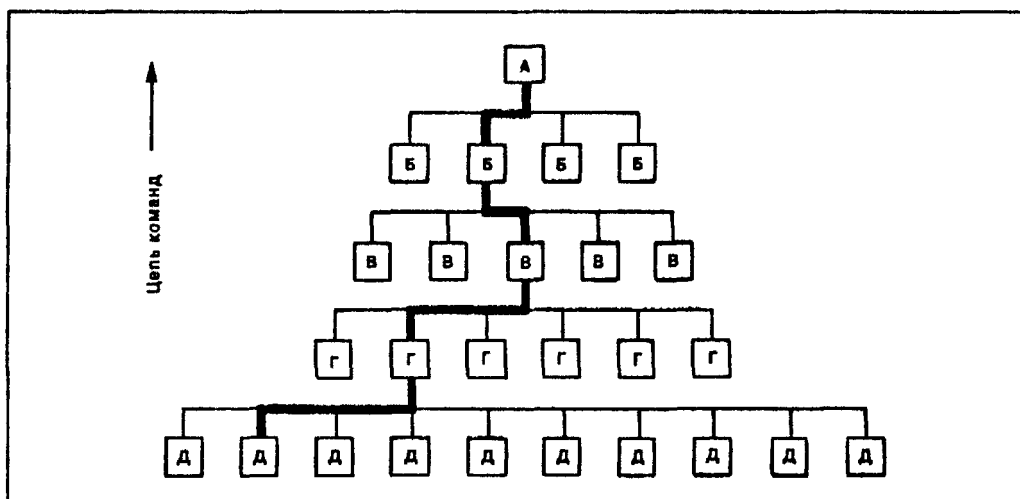 А
Б Б Б Б
Цепь команд
В В В В В
Г Г Г Г Г Г
Д Д Д Д Д Д Д Д Д Д